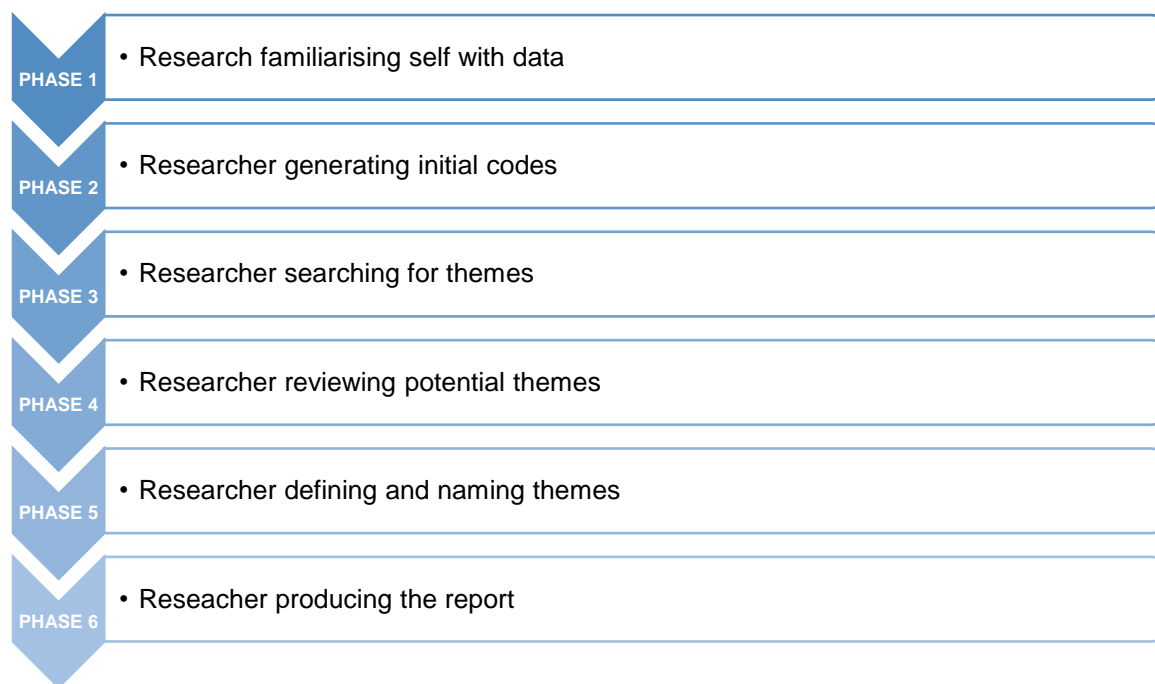 PHASE 1
• Research familiarising self with data
PHASE 2
• Researcher generating initial codes
PHASE 3
• Researcher searching for themes
PHASE 4
• Researcher reviewing potential themes
PHASE 5
• Researcher defining and naming themes
PHASE 6
• Reseacher producing the report